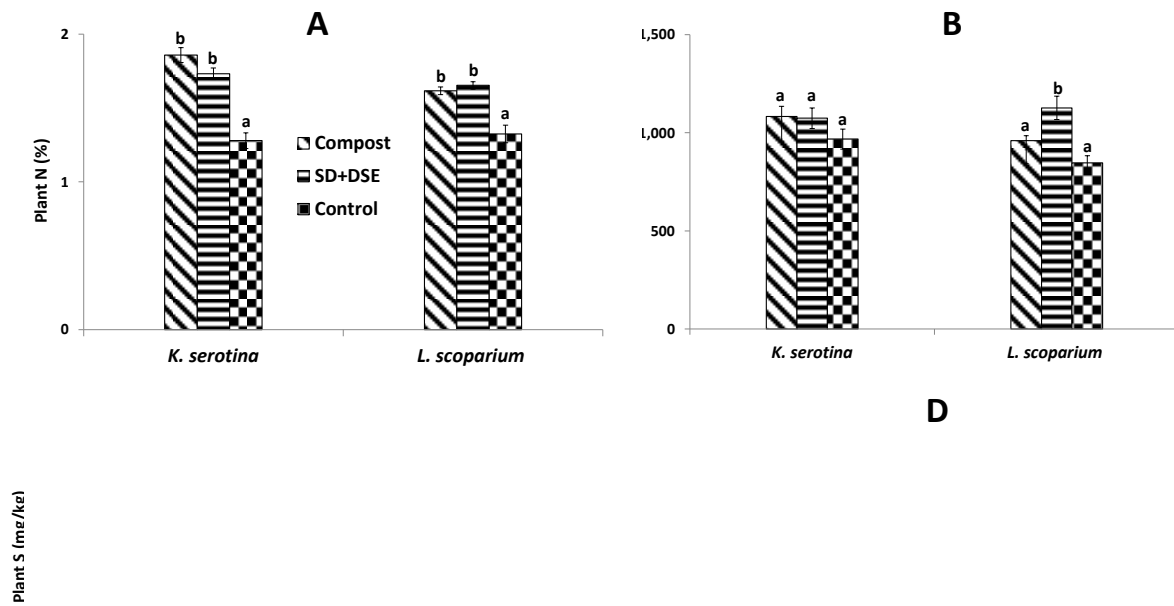 A
2
1
0
Plant N (%)
b
b
a
b
b
a
Compost
SD+DSE
Control
K. serotina
L. scoparium
B
1,500
1,000
500
0
a
a
a
a
b
a
K. serotina
L. scoparium
D
Plant S (mg/kg)